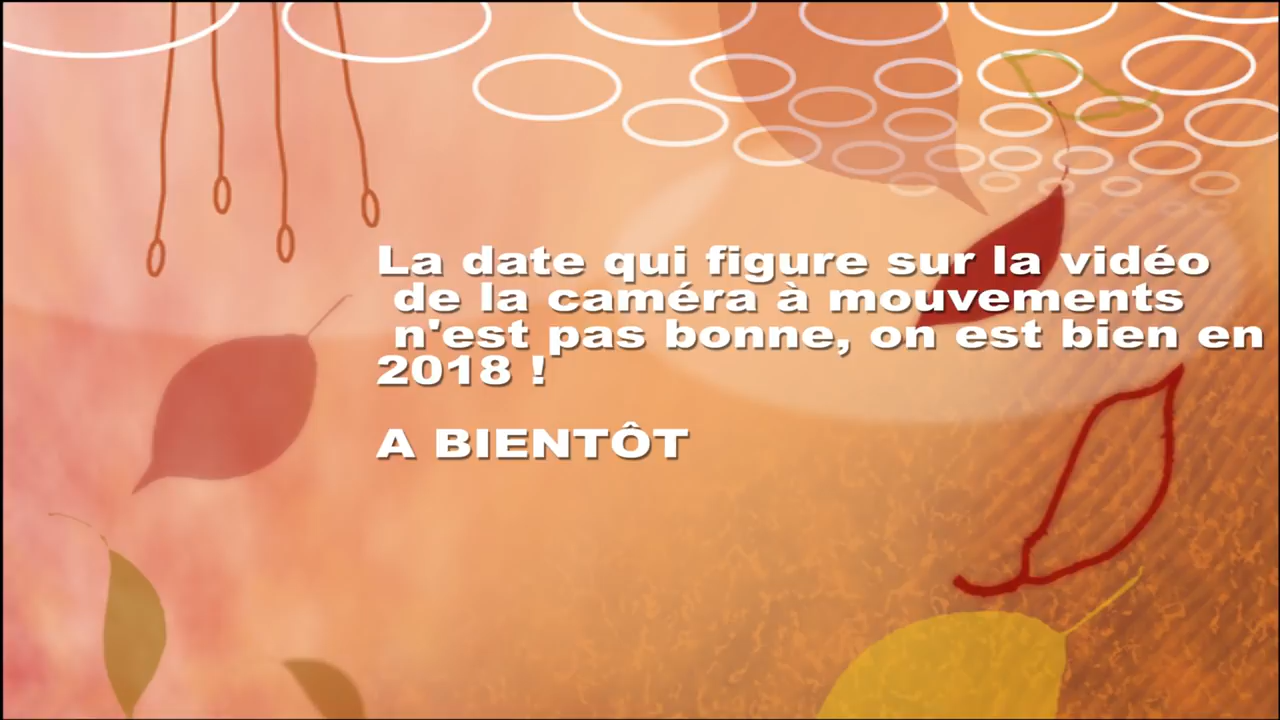 La date qui figure sur la vidéo
de la caméra à mouvements
n'est pas bonne, on est bien en
2018 !
A BIENTÔT